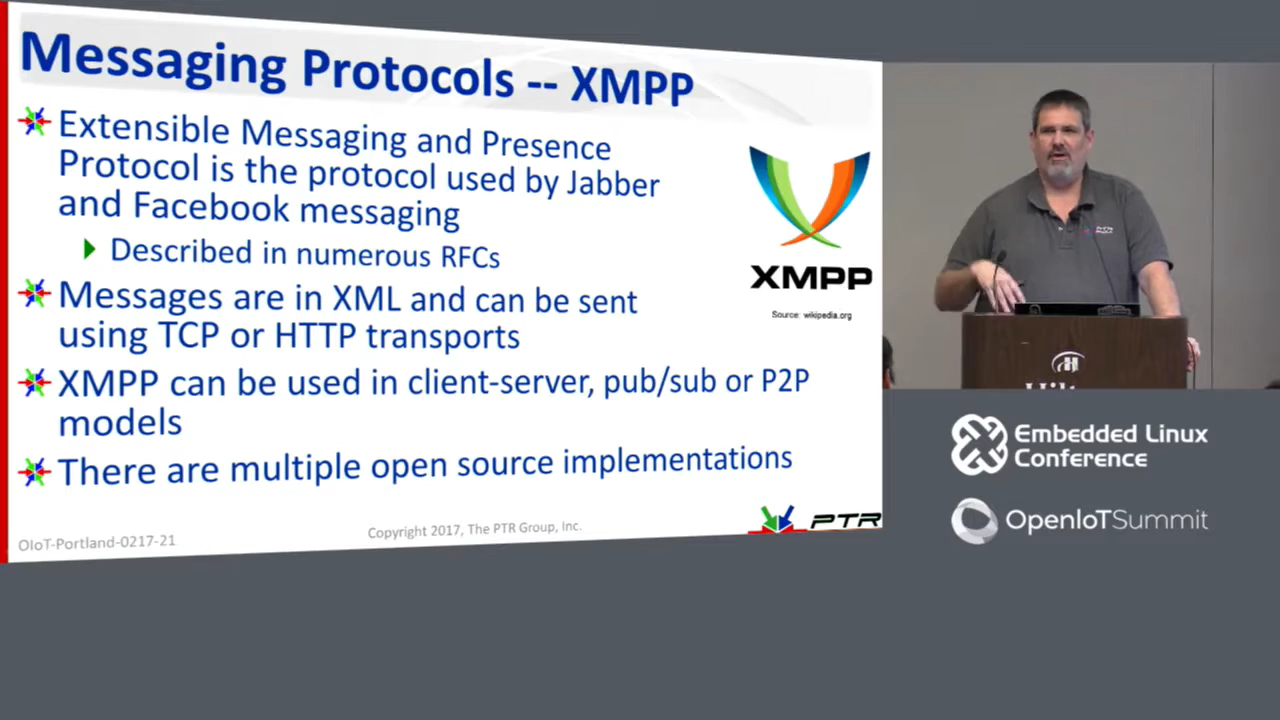 Messaging Protocols -- XMPP
Extensible Messaging and Presence
Protocol is the protocol used by Jabber
and Facebook messaging
Described in numerous RFCs
Messages are in XML and can be sent
using TCP or HTTP transports
XMPP can be used in client-server, pub/sub or P2P
models
There are multiple open source implementations
XMPP
Source: wikipedia.org
OIoT-Portland-0217-21
Copyright 2017, The PTR Group, Inc.
PTR
Embedded Linux
Conference
OpenIoTSummit